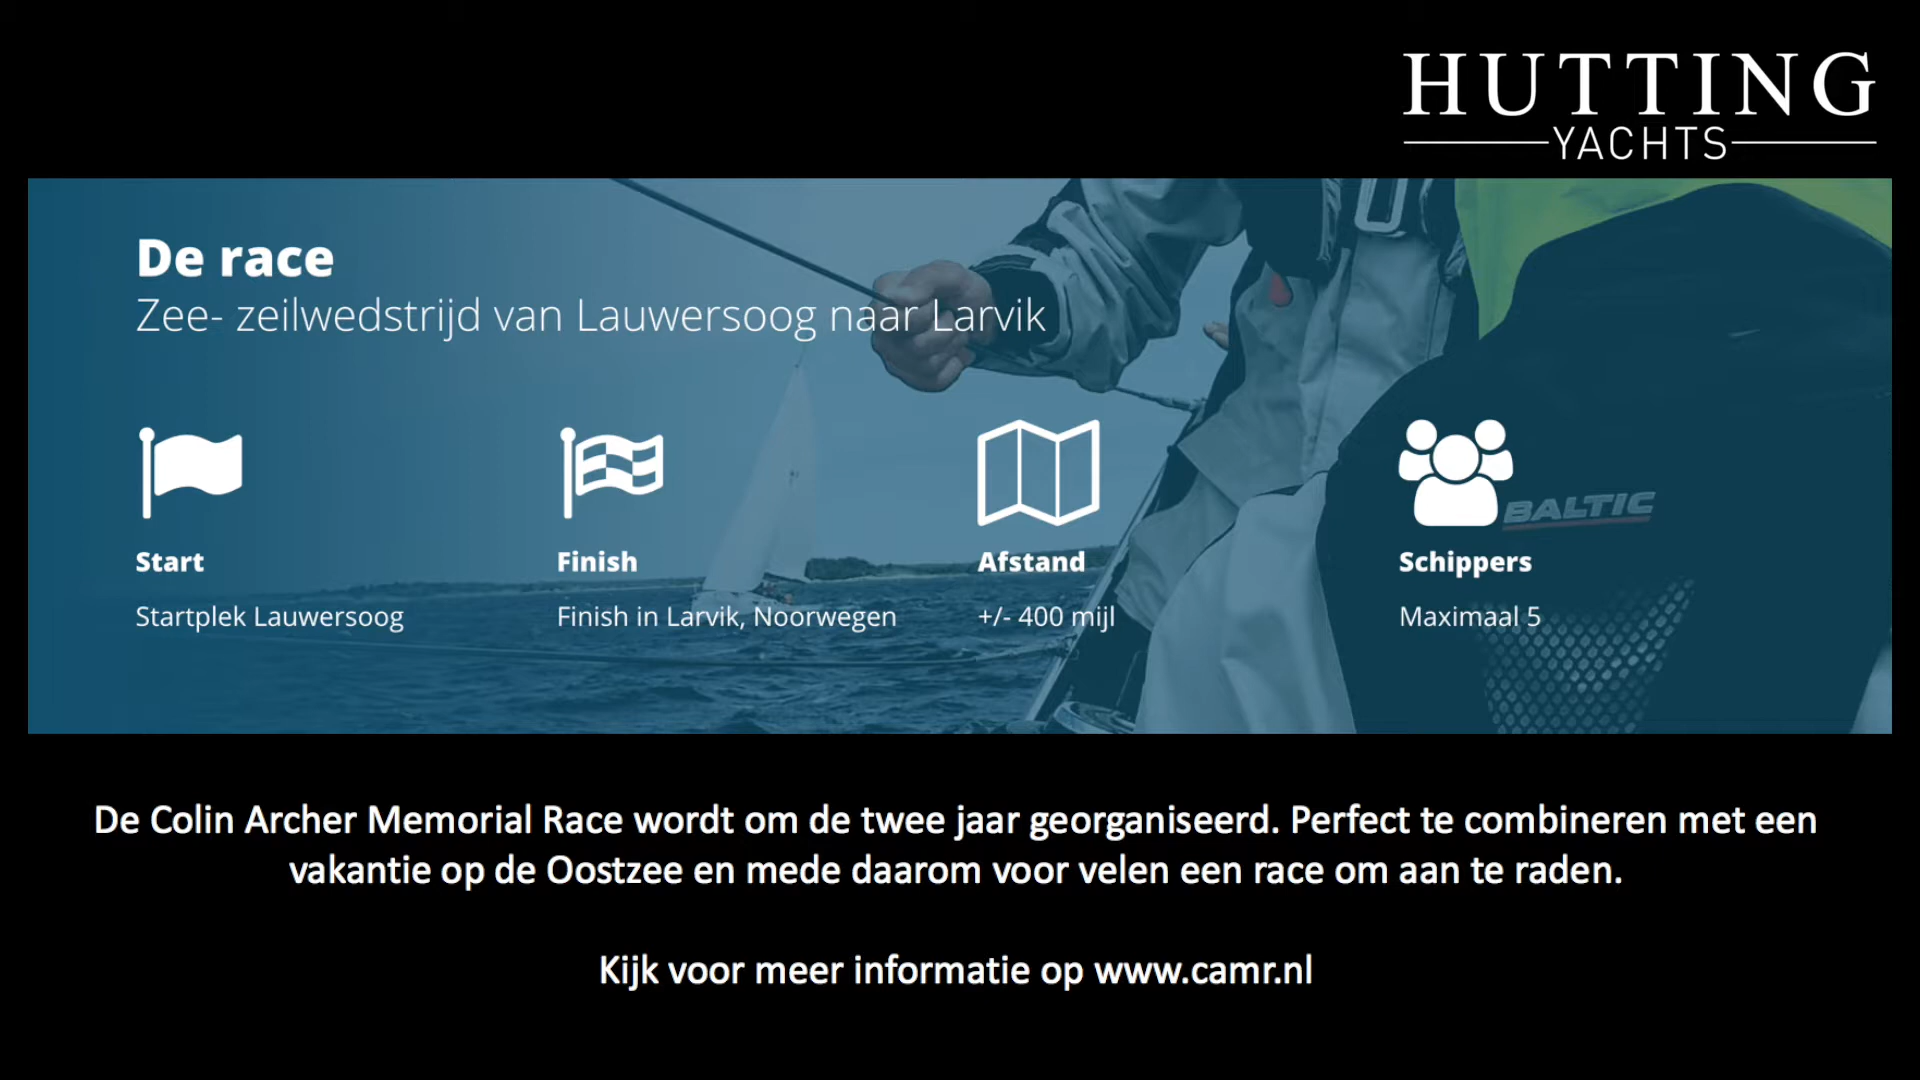 HUTTING
YACHTS
De race
Zee- zeilwedstrijd van Lauwersoog naar Larvik
Start
Startplek Lauwersoog
Finish
Finish in Larvik, Noorwegen
Afstand
+/- 400 mijl
BALTIC
Schippers
Maximaal 5
De Colin Archer Memorial Race wordt om de twee jaar georganiseerd. Perfect te combineren met een
vakantie op de Oostzee en mede daarom voor velen een race om aan te raden.
Kijk voor meer informatie op www.camr.nl